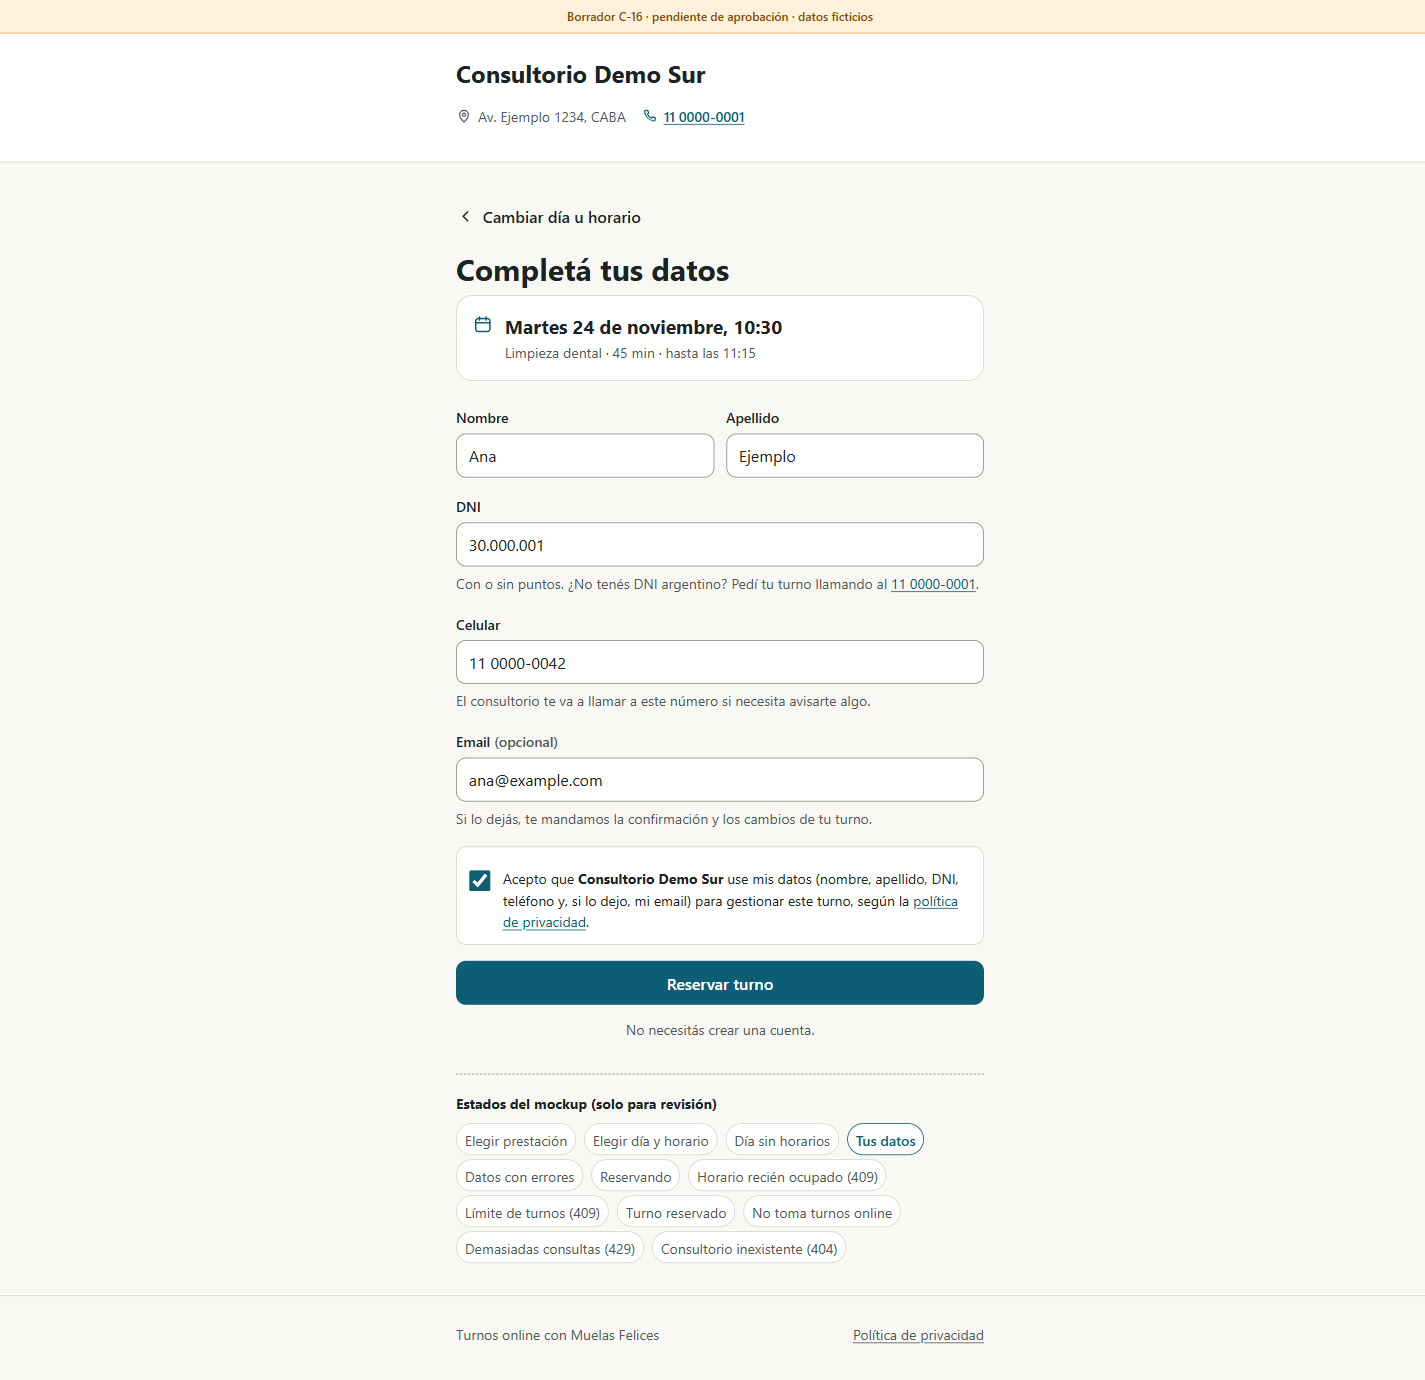 Borrador C-16 · pendiente de aprobación · datos ficticios
Consultorio Demo Sur
Av. Ejemplo 1234, CABA 11 0000-0001
Cambiar día u horario
Completá tus datos
Martes 24 de noviembre, 10:30
Limpieza dental · 45 min · hasta las 11:15
Nombre Apellido
Ana Ejemplo
DNI
30.000.001
Con o sin puntos. ¿No tenés DNI argentino? Pedí tu turno llamando al 11 0000-0001.
Celular
11 0000-0042
El consultorio te va a llamar a este número si necesita avisarte algo.
Email (opcional)
ana@example.com
Si lo dejás, te mandamos la confirmación y los cambios de tu turno.
Acepto que Consultorio Demo Sur use mis datos (nombre, apellido, DNI,
teléfono y, si lo dejo, mi email) para gestionar este turno, según la política
de privacidad.
Reservar turno
No necesitás crear una cuenta.
Estados del mockup (solo para revisión)
Elegir prestación Elegir día y horario Día sin horarios Tus datos
Datos con errores Reservando Horario recién ocupado (409)
Límite de turnos (409) Turno reservado No toma turnos online
Demasiadas consultas (429) Consultorio inexistente (404)
Turnos online con Muelas Felices Política de privacidad